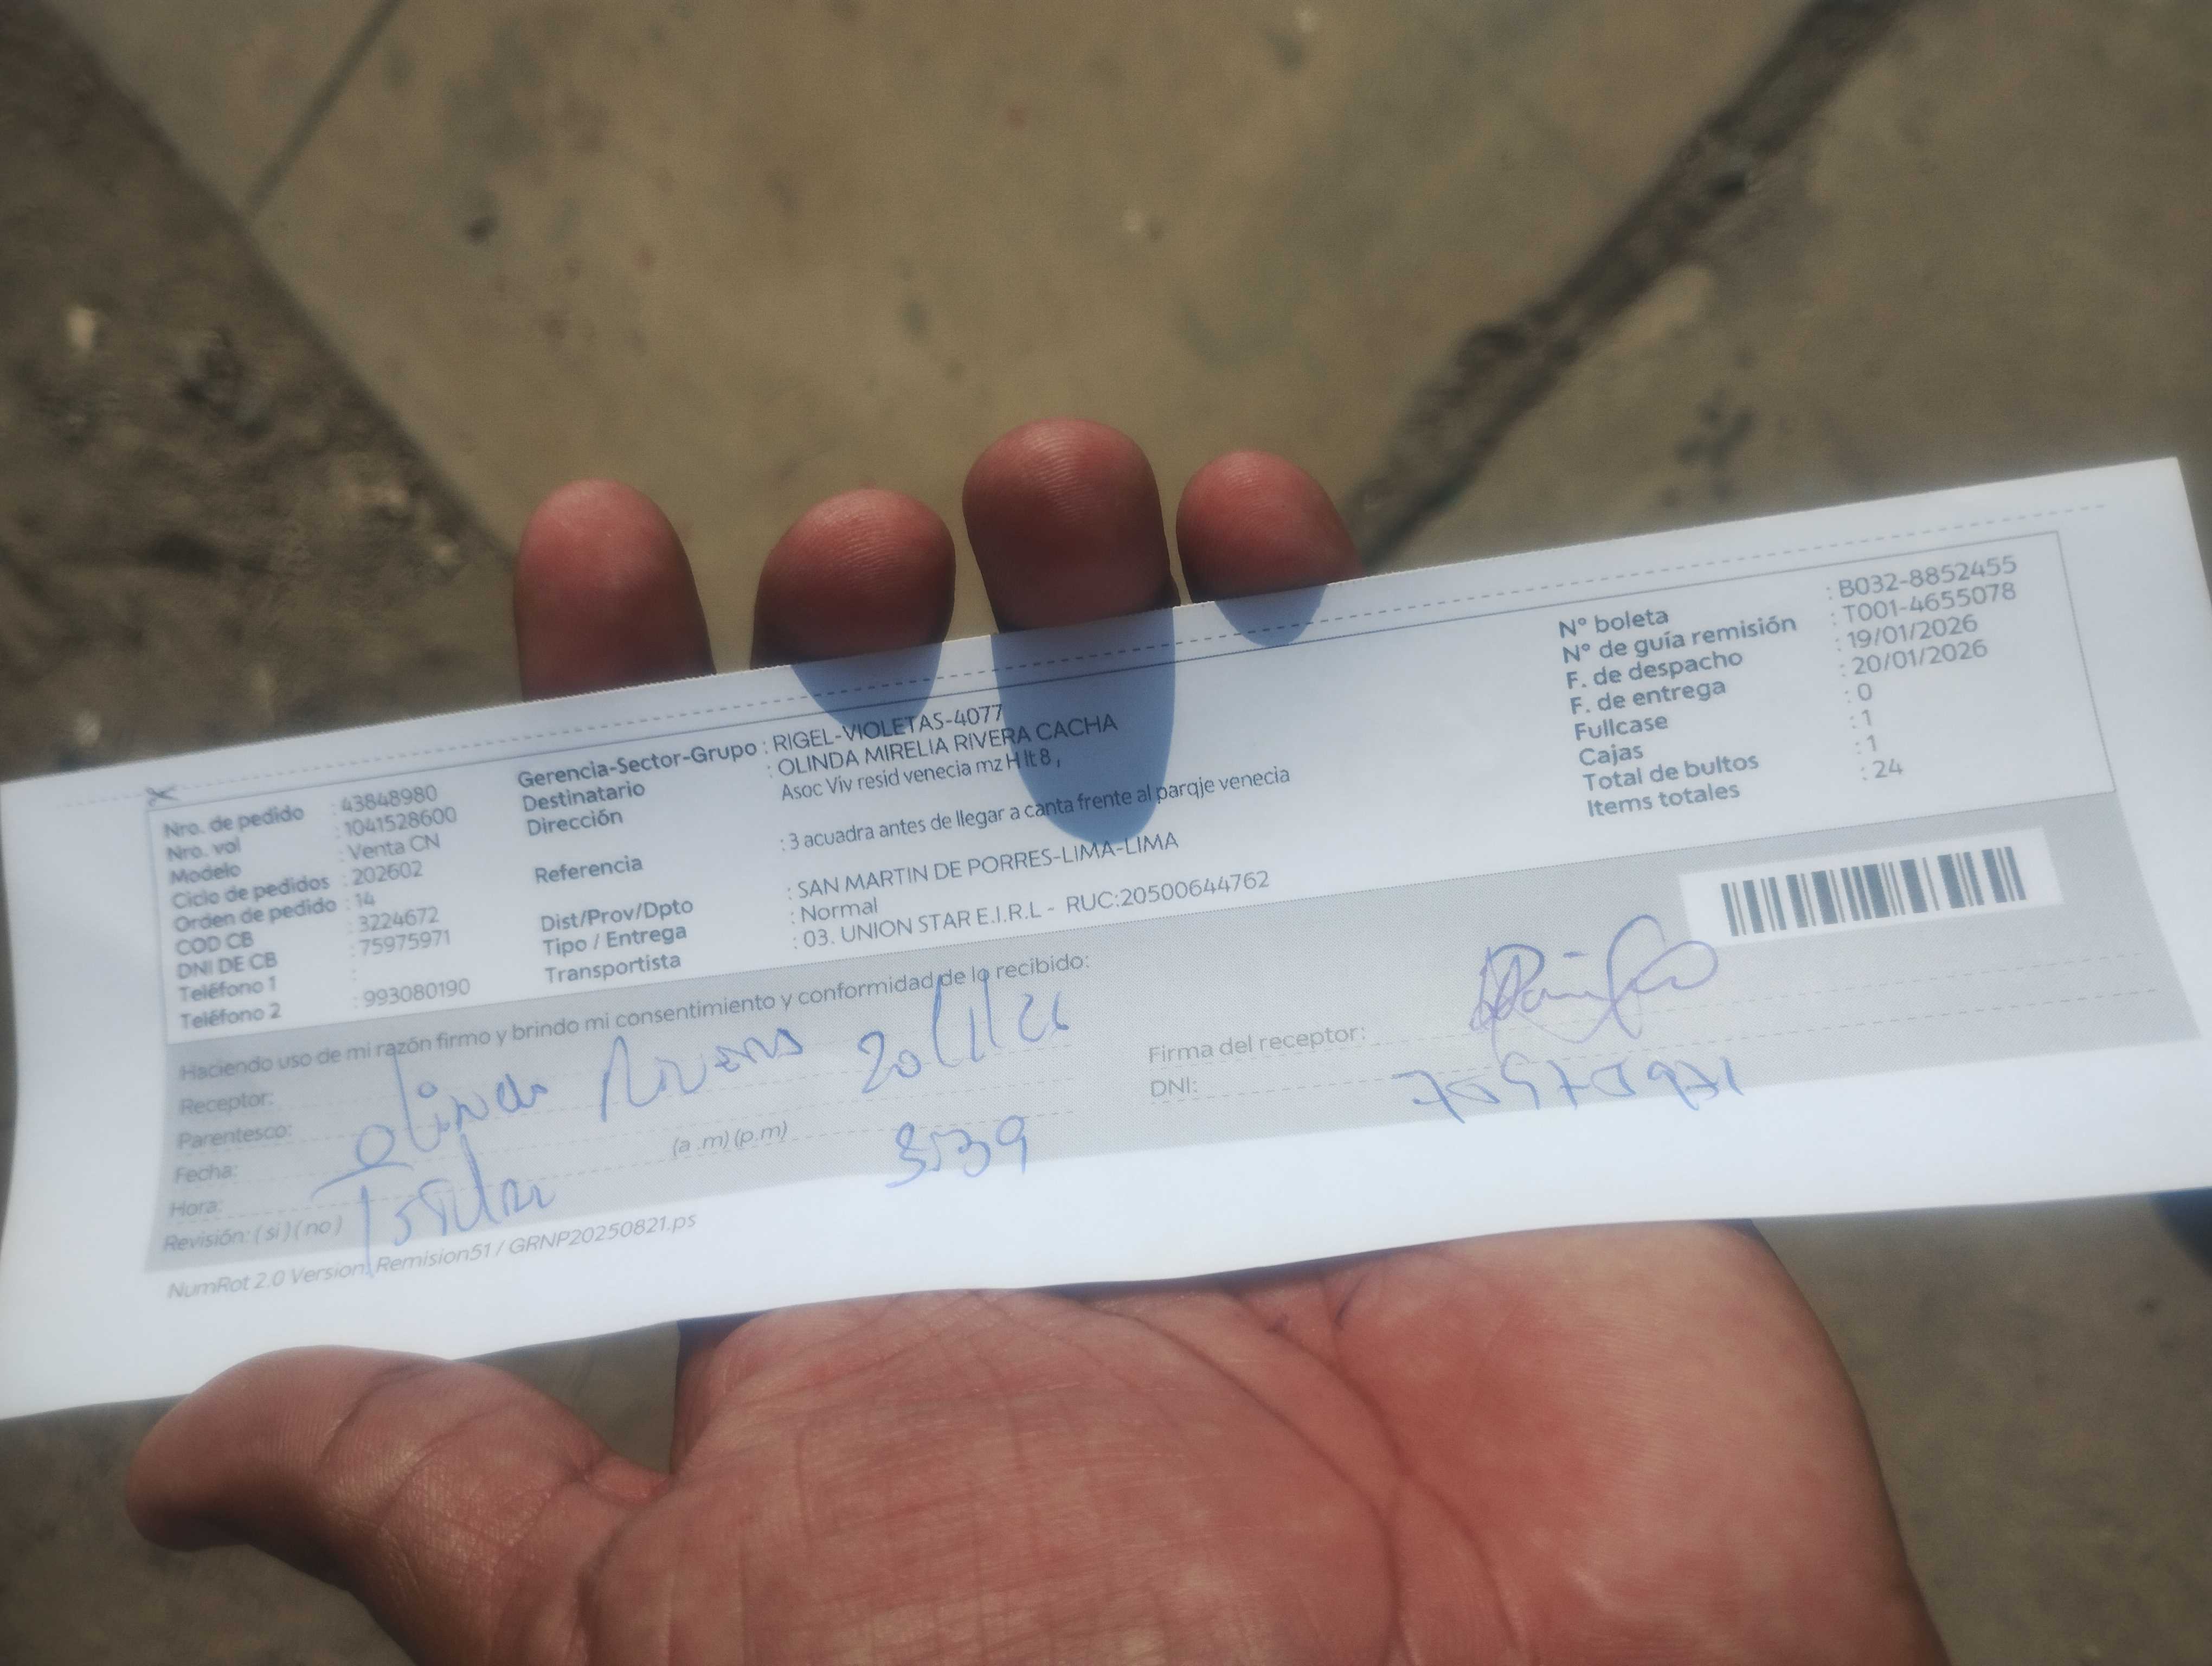 Nro. de pedido : 43848980
Nro. vol : 1041528600
Modelo : Venta CN
Ciclo de pedidos : 202602
Orden de pedido : 14
COD CB : 3224672
DNI DE CB : 75975971
Teléfono 1 :
Teléfono 2 : 993080190
Gerencia-Sector-Grupo : RIGEL-VIOLETAS-4077
Destinatario : OLINDA MIRELIA RIVERA CACHA
Dirección Asoc Viv resid venecia mz H lt 8 ,
Referencia : 3 acuadra antes de llegar a canta frente al parqje venecia
Dist/Prov/Dpto : SAN MARTIN DE PORRES-LIMA-LIMA
Tipo / Entrega : Normal
Transportista : 03. UNION STAR E.I.R.L - RUC:20500644762
N° boleta : B032-8852455
N° de guía remisión : T001-4655078
F. de despacho : 19/01/2026
F. de entrega : 20/01/2026
Fullcase : 0
Cajas : 1
Total de bultos : 1
Items totales : 24
Haciendo uso de mi razón firmo y brindo mi consentimiento y conformidad de lo recibido:
Receptor: Olinda Rivera 20/1/26
Parentesco:
Fecha:
Hora: (a .m) (p.m)
Revisión: ( si ) ( no )
Firma del receptor:
DNI:
NumRot 2.0 Version: Remision51 / GRNP20250821.ps